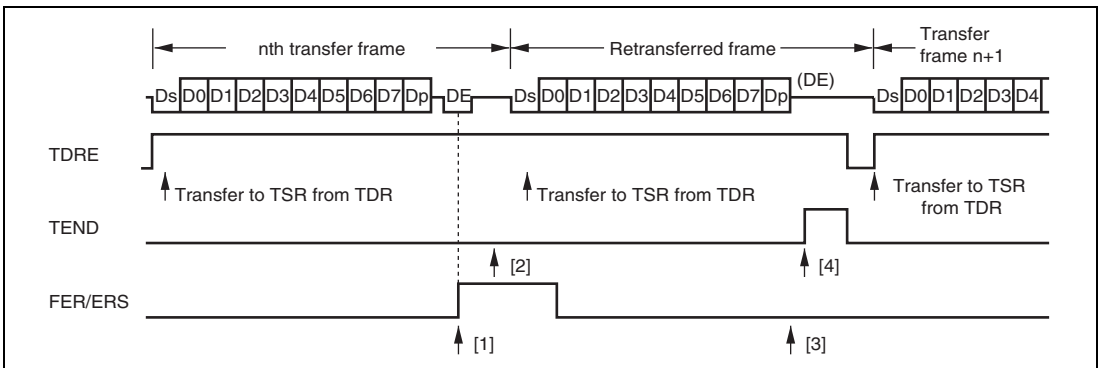 nth transfer frame
Retransferred frame
Transfer
frame n+1
Ds D0 D1 D2 D3 D4 D5 D6 D7 Dp DE
Ds D0 D1 D2 D3 D4 D5 D6 D7 Dp (DE)
Ds D0 D1 D2 D3 D4
TDRE
Transfer to TSR from TDR
Transfer to TSR from TDR
Transfer to TSR
from TDR
TEND
[2]
[4]
FER/ERS
[1]
[3]